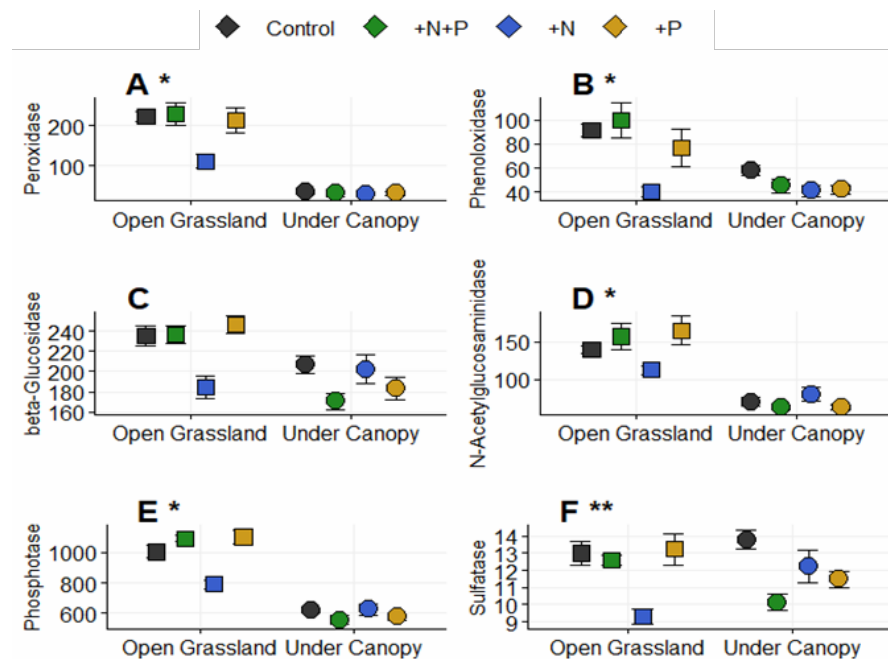 Control +N+P +N +P
A *
Peroxidase
200
100
Open Grassland Under Canopy
B *
Phenoloxidase
100
80
60
40
Open Grassland Under Canopy
C
beta-Glucosidase
240
220
200
180
160
Open Grassland Under Canopy
D *
N-Acetylglucosaminidase
150
100
Open Grassland Under Canopy
E *
Phosphotase
1000
800
600
Open Grassland Under Canopy
F **
Sulfatase
14
13
12
11
10
9
Open Grassland Under Canopy